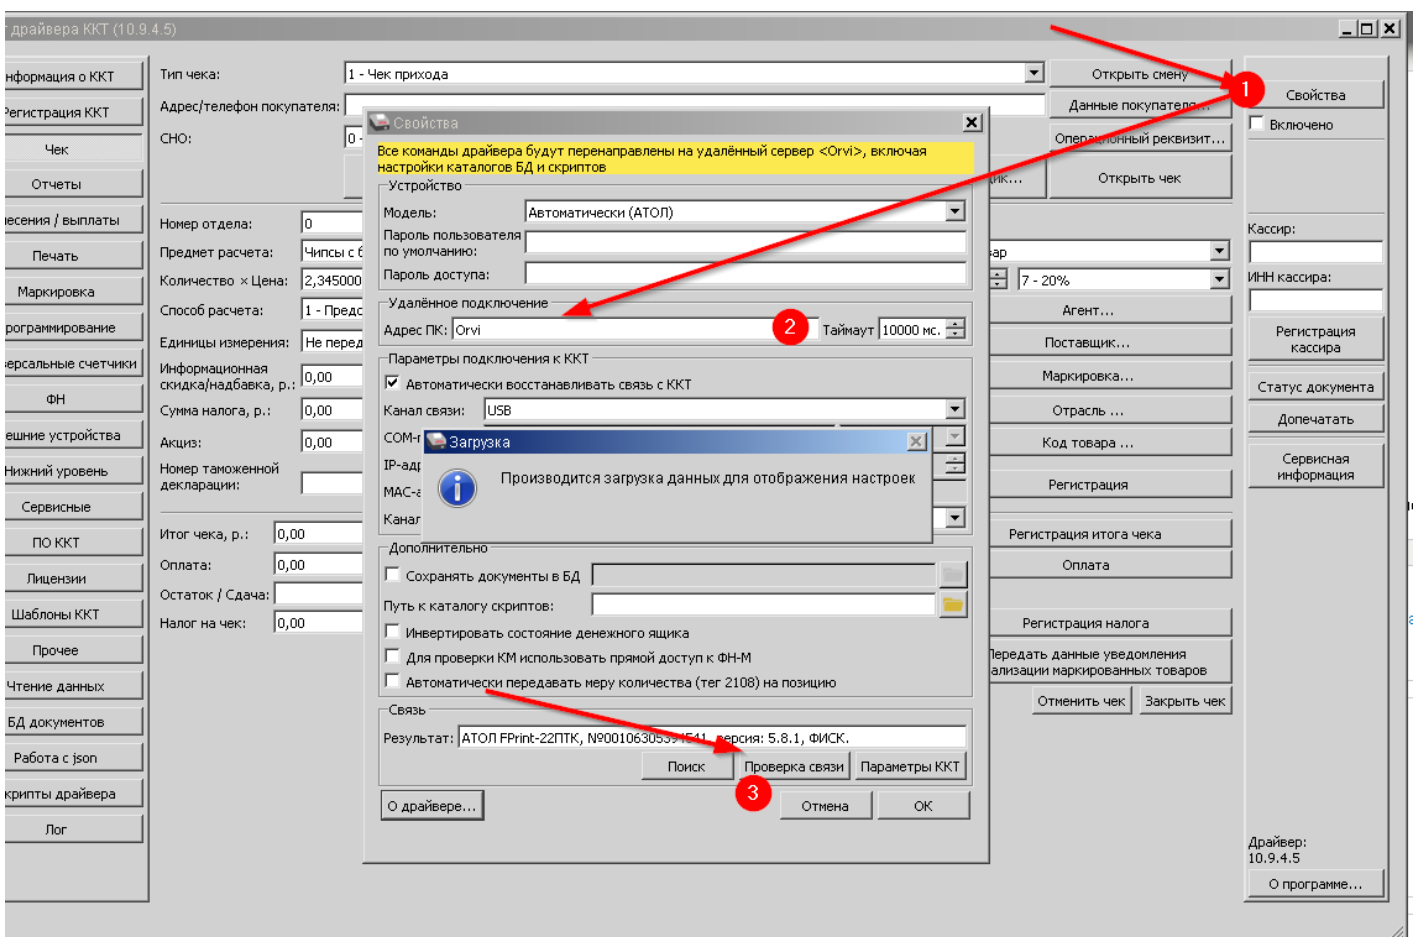 драйвера ККТ (10.9.4.5)
нформация о ККТ
Регистрация ККТ
Чек
Отчеты
есения / выплаты
Печать
Маркировка
рограммирование
версальные счетчики
ФН
ешние устройства
Нижний уровень
Сервисные
ПО ККТ
Лицензии
Шаблоны ККТ
Прочее
Чтение данных
БД документов
Работа с json
крипты драйвера
Лог
Тип чека:
1 - Чек прихода
Открыть смену
Адрес/телефон покупателя:
Данные покупателя...
СНО:
0 -
Операционный реквизит...
ик...
Открыть чек
Номер отдела:
0
Предмет расчета:
Чипсы с б
ар
Количество × Цена:
2,345000
7 - 20%
Способ расчета:
1 - Предо
Агент...
Единицы измерения:
Не перед
Поставщик...
Информационная
скидка/надбавка, р.:
0,00
Маркировка...
Сумма налога, р.:
0,00
Отрасль ...
Акциз:
0,00
Код товара ...
Номер таможенной
декларации:
Регистрация
Итог чека, р.:
0,00
Регистрация итога чека
Оплата:
0,00
Оплата
Остаток / Сдача:
Налог на чек:
0,00
Регистрация налога
Передать данные уведомления
ализации маркированных товаров
Отменить чек
Закрыть чек
Свойства
Все команды драйвера будут перенаправлены на удалённый сервер <Orvi>, включая
настройки каталогов БД и скриптов
Устройство
Модель:
Автоматически (АТОЛ)
Пароль пользователя
по умолчанию:
Пароль доступа:
Удалённое подключение
Адрес ПК:
Orvi
2
Таймаут
10000 мс.
Параметры подключения к ККТ
Автоматически восстанавливать связь с ККТ
Канал связи:
USB
COM-п
IP-адр
MAC-а
Канал
Загрузка
Производится загрузка данных для отображения настроек
Дополнительно
Сохранять документы в БД
Путь к каталогу скриптов:
Инвертировать состояние денежного ящика
Для проверки КМ использовать прямой доступ к ФН-М
Автоматически передавать меру количества (тег 2108) на позицию
Связь
Результат:
АТОЛ FPrint-22ПТК, версия: 5.8.1, ФИСК.
Поиск
Проверка связи
Параметры ККТ
3
О драйвере...
Отмена
ОК
1
Свойства
Включено
Кассир:
ИНН кассира:
Регистрация
кассира
Статус документа
Допечатать
Сервисная
информация
Драйвер:
10.9.4.5
О программе...